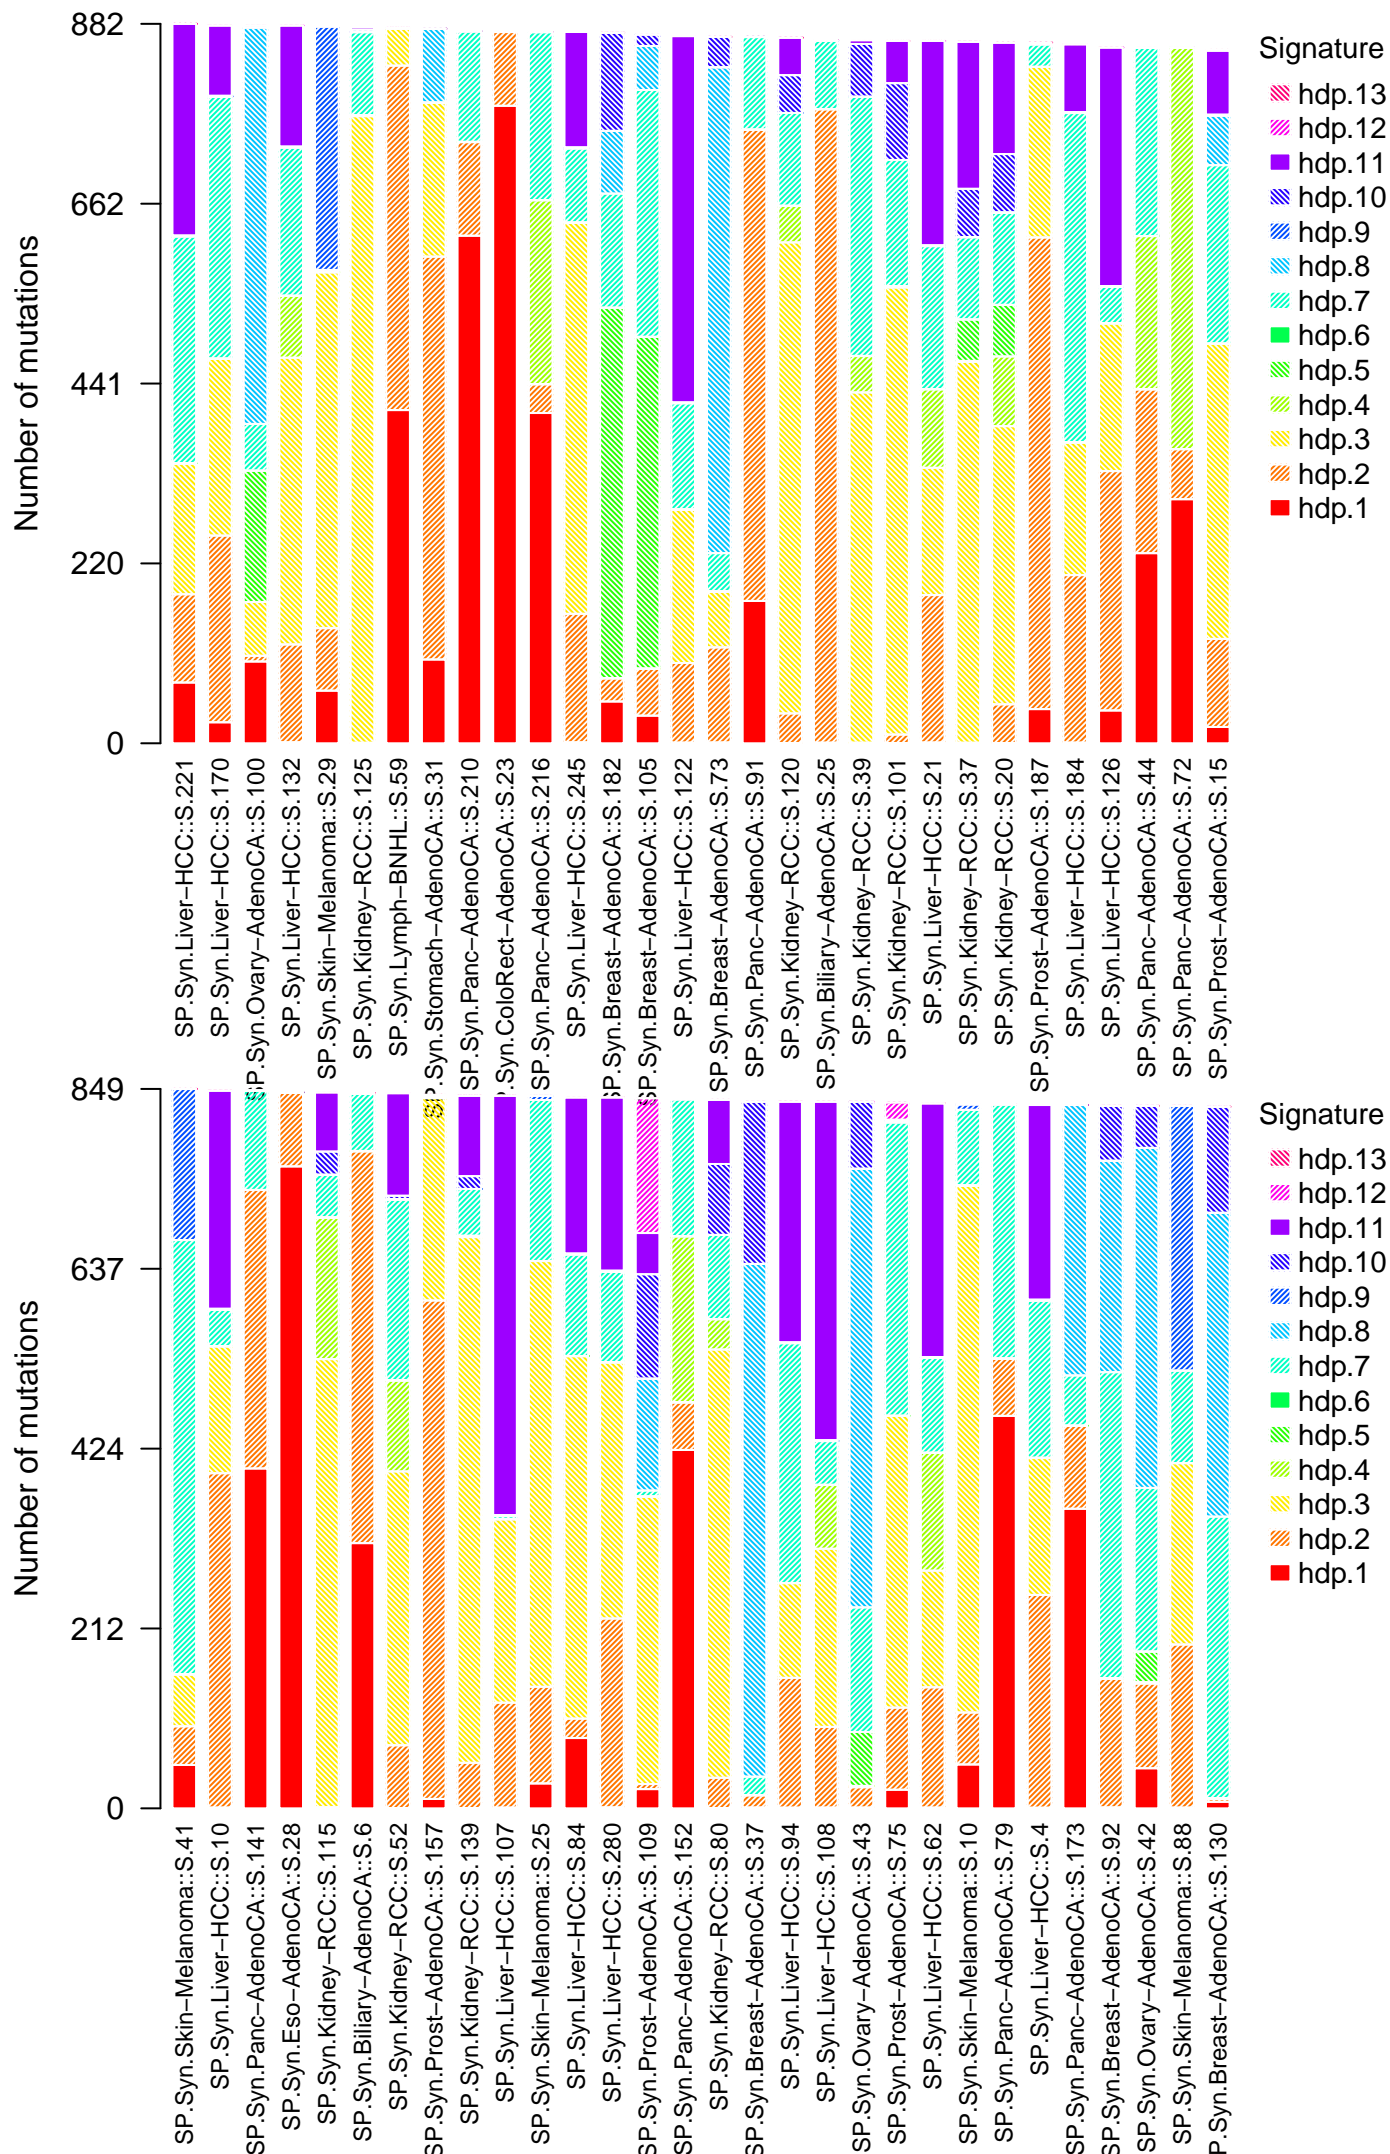 882
662
441
220
0
Number of mutations
Signature
hdp.13
hdp.12
hdp.11
hdp.10
hdp.9
hdp.8
hdp.7
hdp.6
hdp.5
hdp.4
hdp.3
hdp.2
hdp.1
SP.Syn.Liver−HCC::S.221
SP.Syn.Liver−HCC::S.170
SP.Syn.Ovary−AdenoCA::S.100
SP.Syn.Liver−HCC::S.132
SP.Syn.Skin−Melanoma::S.29
SP.Syn.Kidney−RCC::S.125
SP.Syn.Lymph−BNHL::S.59
SP.Syn.Stomach−AdenoCA::S.31
SP.Syn.Panc−AdenoCA::S.210
P.Syn.ColoRect−AdenoCA::S.23
SP.Syn.Panc−AdenoCA::S.216
SP.Syn.Liver−HCC::S.245
SP.Syn.Breast−AdenoCA::S.182
SP.Syn.Breast−AdenoCA::S.105
SP.Syn.Liver−HCC::S.122
SP.Syn.Breast−AdenoCA::S.73
SP.Syn.Panc−AdenoCA::S.91
SP.Syn.Kidney−RCC::S.120
SP.Syn.Biliary−AdenoCA::S.25
SP.Syn.Kidney−RCC::S.39
SP.Syn.Kidney−RCC::S.101
SP.Syn.Liver−HCC::S.21
SP.Syn.Kidney−RCC::S.37
SP.Syn.Kidney−RCC::S.20
SP.Syn.Prost−AdenoCA::S.187
SP.Syn.Liver−HCC::S.184
SP.Syn.Liver−HCC::S.126
SP.Syn.Panc−AdenoCA::S.44
SP.Syn.Panc−AdenoCA::S.72
SP.Syn.Prost−AdenoCA::S.15
849
637
424
212
0
Number of mutations
Signature
hdp.13
hdp.12
hdp.11
hdp.10
hdp.9
hdp.8
hdp.7
hdp.6
hdp.5
hdp.4
hdp.3
hdp.2
hdp.1
SP.Syn.Skin−Melanoma::S.41
SP.Syn.Liver−HCC::S.10
SP.Syn.Panc−AdenoCA::S.141
SP.Syn.Eso−AdenoCA::S.28
SP.Syn.Kidney−RCC::S.115
SP.Syn.Biliary−AdenoCA::S.6
SP.Syn.Kidney−RCC::S.52
SP.Syn.Prost−AdenoCA::S.157
SP.Syn.Kidney−RCC::S.139
SP.Syn.Liver−HCC::S.107
SP.Syn.Skin−Melanoma::S.25
SP.Syn.Liver−HCC::S.84
SP.Syn.Liver−HCC::S.280
SP.Syn.Prost−AdenoCA::S.109
SP.Syn.Panc−AdenoCA::S.152
SP.Syn.Kidney−RCC::S.80
SP.Syn.Breast−AdenoCA::S.37
SP.Syn.Liver−HCC::S.94
SP.Syn.Liver−HCC::S.108
SP.Syn.Ovary−AdenoCA::S.43
SP.Syn.Prost−AdenoCA::S.75
SP.Syn.Liver−HCC::S.62
SP.Syn.Skin−Melanoma::S.10
SP.Syn.Panc−AdenoCA::S.79
SP.Syn.Liver−HCC::S.4
SP.Syn.Panc−AdenoCA::S.173
SP.Syn.Breast−AdenoCA::S.92
SP.Syn.Ovary−AdenoCA::S.42
SP.Syn.Skin−Melanoma::S.88
P.Syn.Breast−AdenoCA::S.130